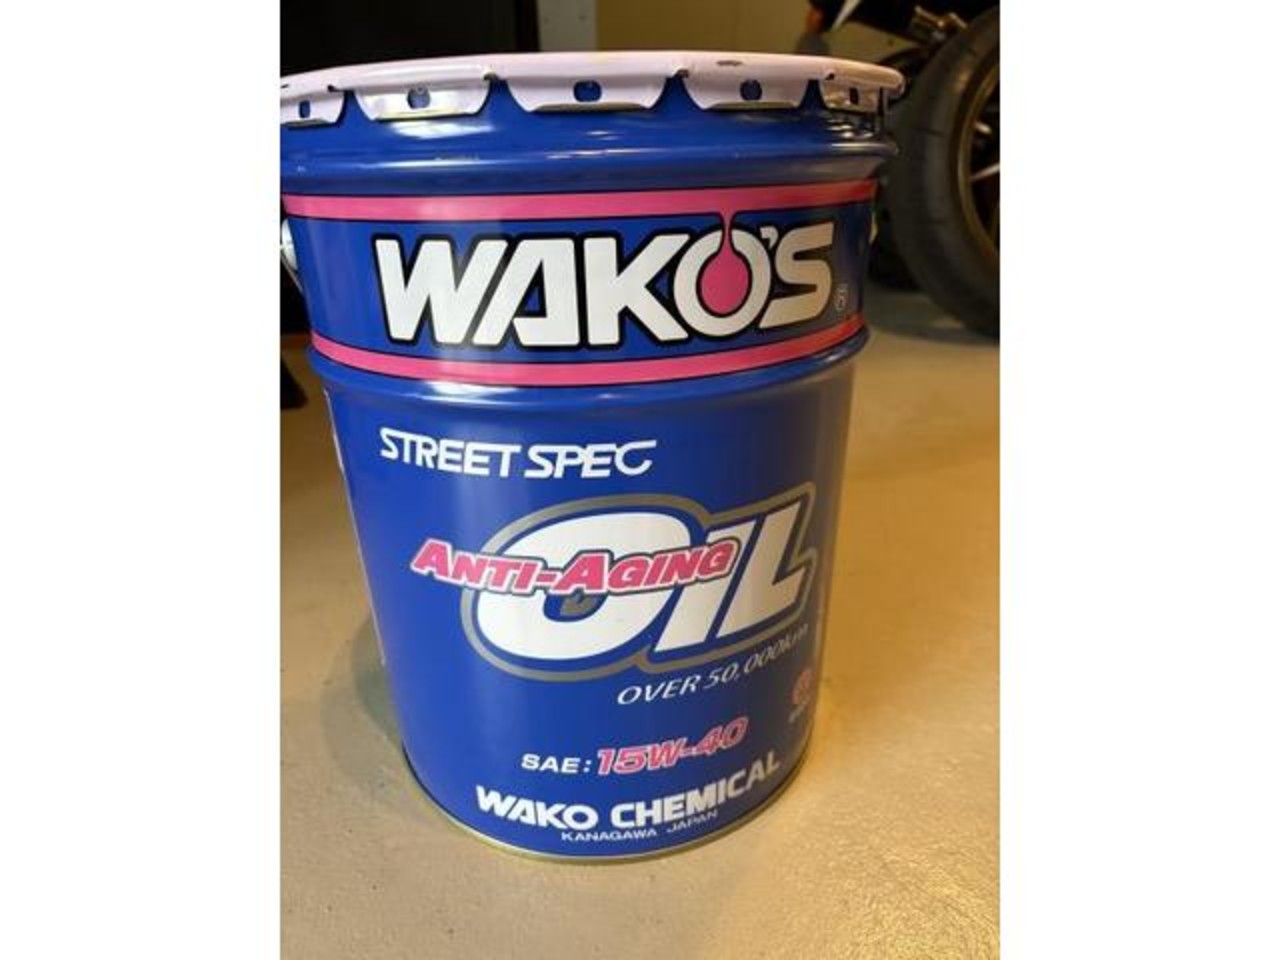 WAKO'S
STREET SPEC
ANTI-AGING
OIL
OVER 50,000km
SAE: 15W-40
WAKO CHEMICAL
KANAGAWA JAPAN